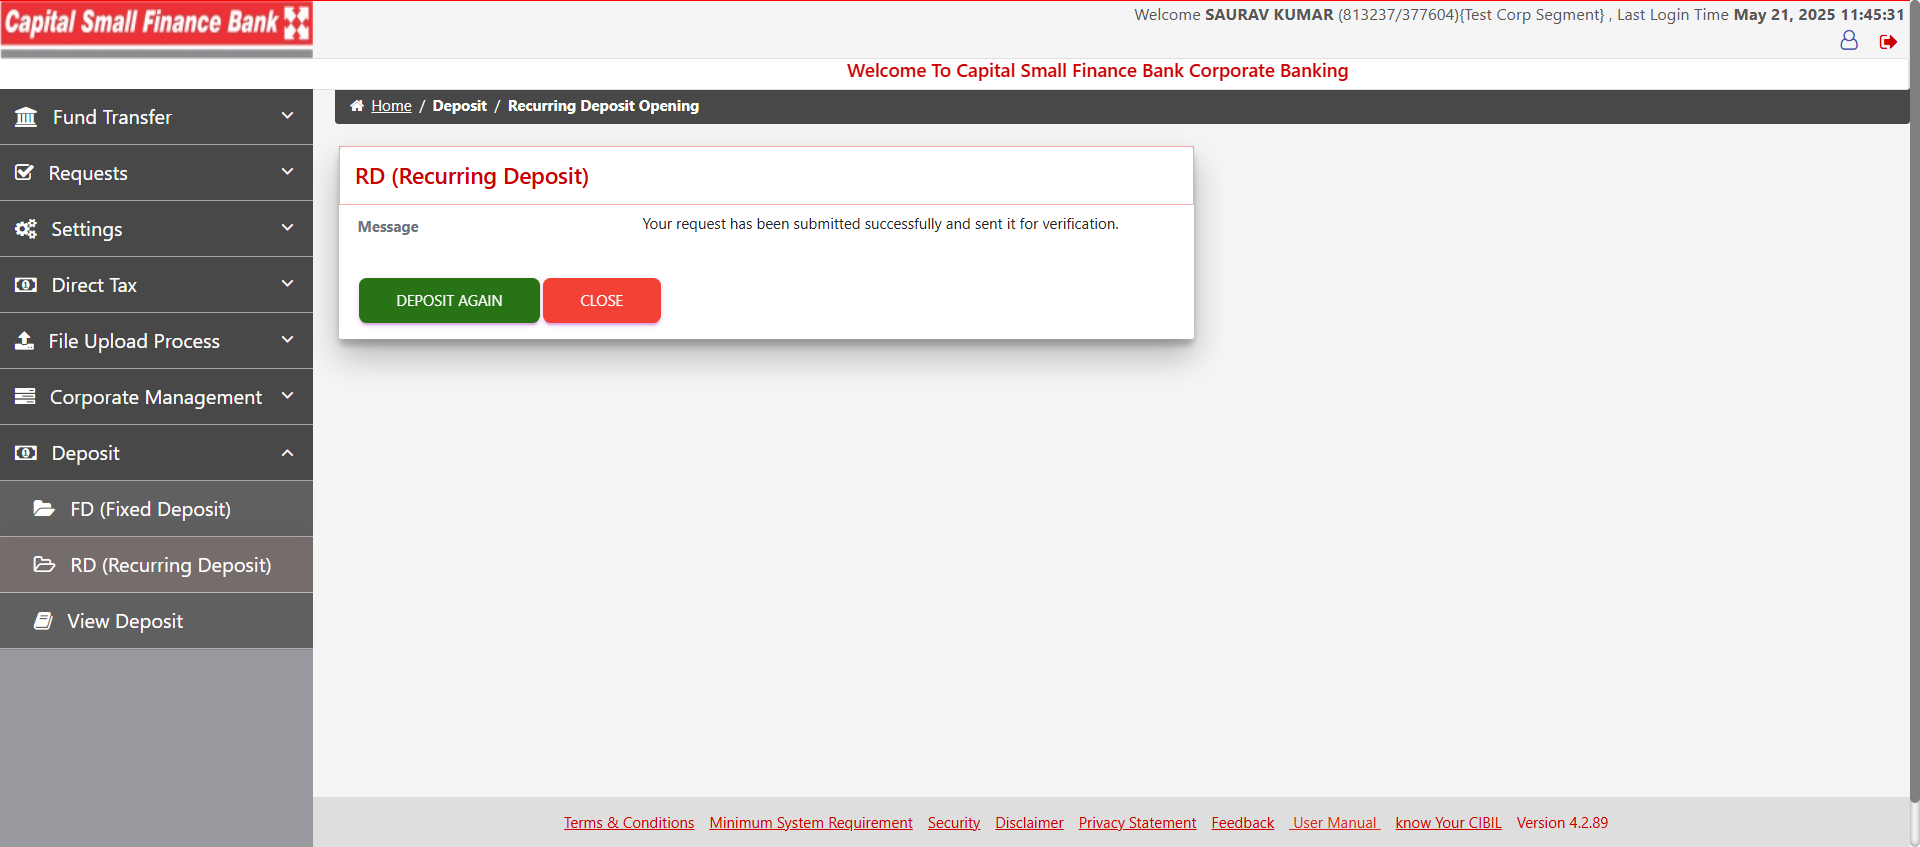 Capital Small Finance Bank
Welcome SAURAV KUMAR (813237/377604){Test Corp Segment} , Last Login Time May 21, 2025 11:45:31
Welcome To Capital Small Finance Bank Corporate Banking
Home / Deposit / Recurring Deposit Opening
Fund Transfer
Requests
Settings
Direct Tax
File Upload Process
Corporate Management
Deposit
FD (Fixed Deposit)
RD (Recurring Deposit)
View Deposit
RD (Recurring Deposit)
Message Your request has been submitted successfully and sent it for verification.
DEPOSIT AGAIN CLOSE
Terms & Conditions Minimum System Requirement Security Disclaimer Privacy Statement Feedback User Manual know Your CIBIL Version 4.2.89